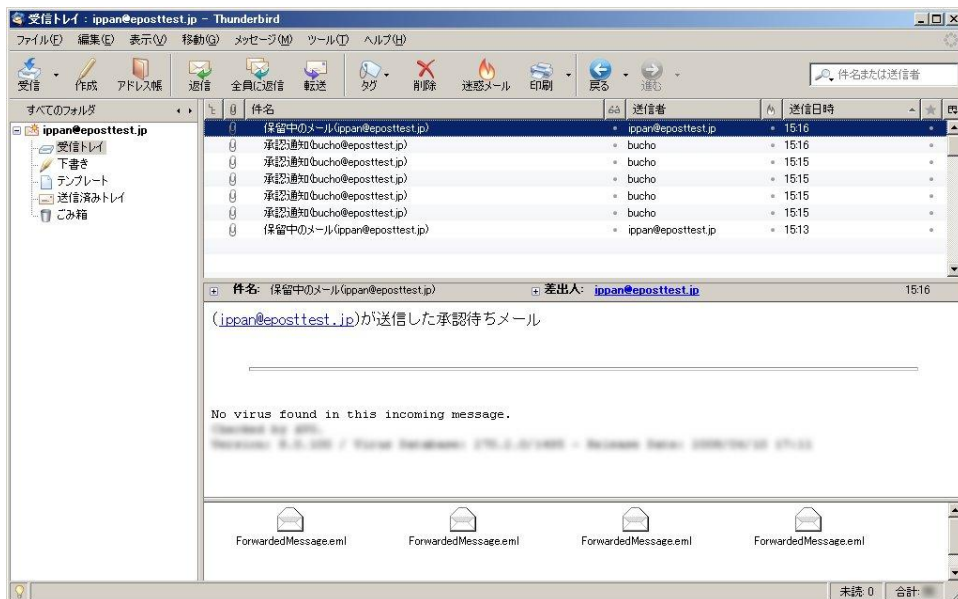 受信トレイ : ippan@eposttest.jp - Thunderbird
ファイル(F) 編集(E) 表示(V) 移動(G) メッセージ(M) ツール(T) ヘルプ(H)
受信 作成 アドレス帳 返信 全員に返信 転送 タグ 削除 迷惑メール 印刷 戻る 進む 件名または送信者
すべてのフォルダ 件名 送信者 送信日時
ippan@eposttest.jp
受信トレイ
下書き
テンプレート
送信済みトレイ
ごみ箱
保留中のメール(ippan@eposttest.jp) ippan@eposttest.jp 15:16
承認通知(bucho@eposttest.jp) bucho 15:16
承認通知(bucho@eposttest.jp) bucho 15:15
承認通知(bucho@eposttest.jp) bucho 15:15
承認通知(bucho@eposttest.jp) bucho 15:15
承認通知(bucho@eposttest.jp) bucho 15:15
保留中のメール(ippan@eposttest.jp) ippan@eposttest.jp 15:13
件名: 保留中のメール(ippan@eposttest.jp) 差出人: ippan@eposttest.jp 15:16
(ippan@eposttest.jp)が送信した承認待ちメール
No virus found in this incoming message.
ForwardedMessage.eml ForwardedMessage.eml ForwardedMessage.eml ForwardedMessage.eml
未読: 0 合計: